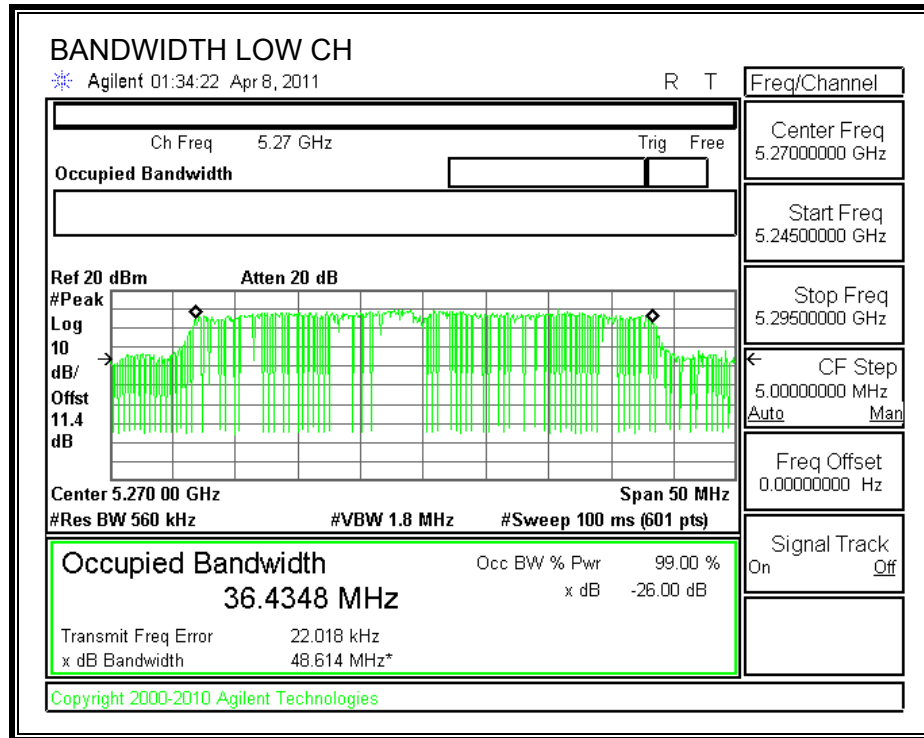 BANDWIDTH LOW CH
Agilent 01:34:22 Apr 8, 2011 R T
Freq/Channel
Ch Freq 5.27 GHz Trig Free
Occupied Bandwidth
Center Freq
5.27000000 GHz
Start Freq
5.24500000 GHz
Stop Freq
5.29500000 GHz
CF Step
5.00000000 MHz
Auto Man
Freq Offset
0.00000000 Hz
Signal Track
On Off
Ref 20 dBm Atten 20 dB
#Peak
Log
10
dB/
Offst
11.4
dB
Center 5.270 00 GHz Span 50 MHz
#Res BW 560 kHz #VBW 1.8 MHz #Sweep 100 ms (601 pts)
Occupied Bandwidth
36.4348 MHz
Occ BW % Pwr 99.00 %
x dB -26.00 dB
Transmit Freq Error 22.018 kHz
x dB Bandwidth 48.614 MHz*
Copyright 2000-2010 Agilent Technologies